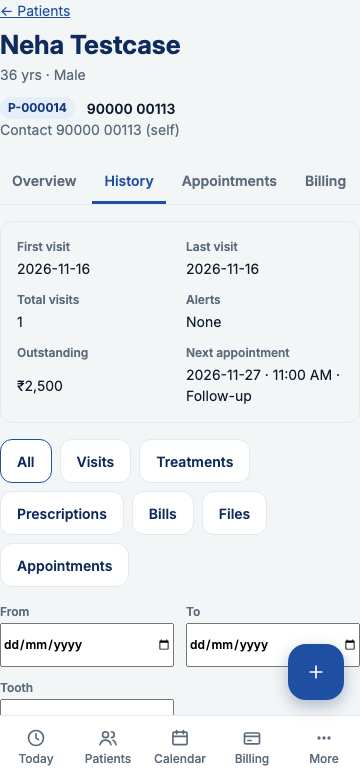 ← Patients
Neha Testcase
36 yrs · Male
P-000014 90000 00113
Contact 90000 00113 (self)
Overview History Appointments Billing
First visit Last visit
2026-11-16 2026-11-16
Total visits Alerts
1 None
Outstanding Next appointment
₹2,500 2026-11-27 · 11:00 AM · Follow-up
All Visits Treatments
Prescriptions Bills Files
Appointments
From To
dd/mm/yyyy dd/mm/yyyy
Tooth
Today Patients Calendar Billing More